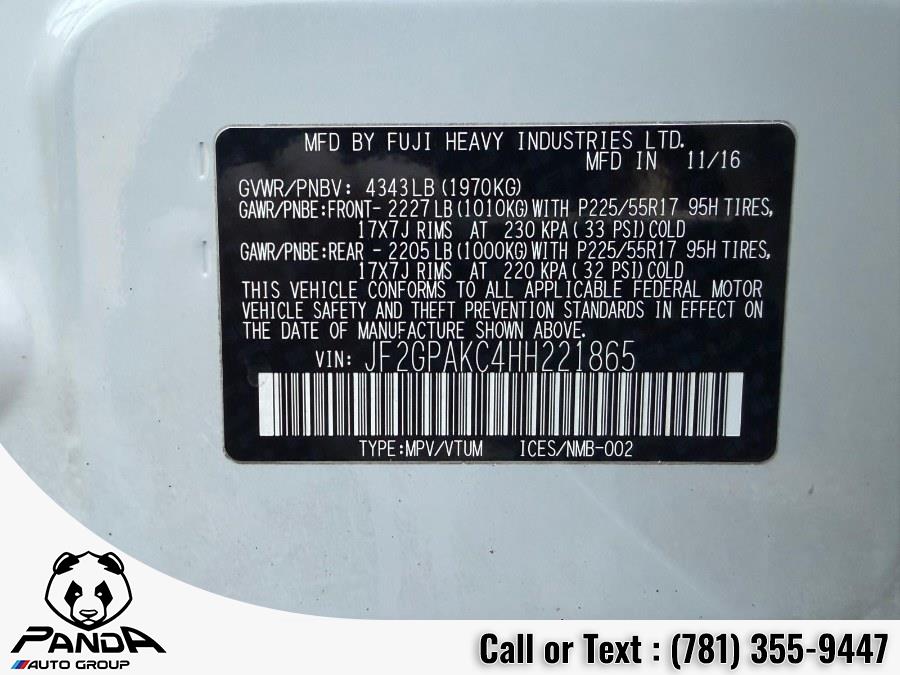 MFD BY FUJI HEAVY INDUSTRIES LTD.
MFD IN 11/16
GVWR/PNBV: 4343LB (1970KG)
GAWR/PNBE:FRONT- 2227LB(1010KG)WITH P225/55R17 95H TIRES,
17X7J RIMS AT 230 KPA( 33 PSI)COLD
GAWR/PNBE:REAR - 2205LB(1000KG)WITH P225/55R17 95H TIRES,
17X7J RIMS AT 220 KPA( 32 PSI)COLD
THIS VEHICLE CONFORMS TO ALL APPLICABLE FEDERAL MOTOR
VEHICLE SAFETY AND THEFT PREVENTION STANDARDS IN EFFECT ON
THE DATE OF MANUFACTURE SHOWN ABOVE.
VIN: JF2GPAKC4HH221865
TYPE:MPV/VTUM ICES/NMB-002
PANDA
AUTO GROUP
Call or Text : (781) 355-9447